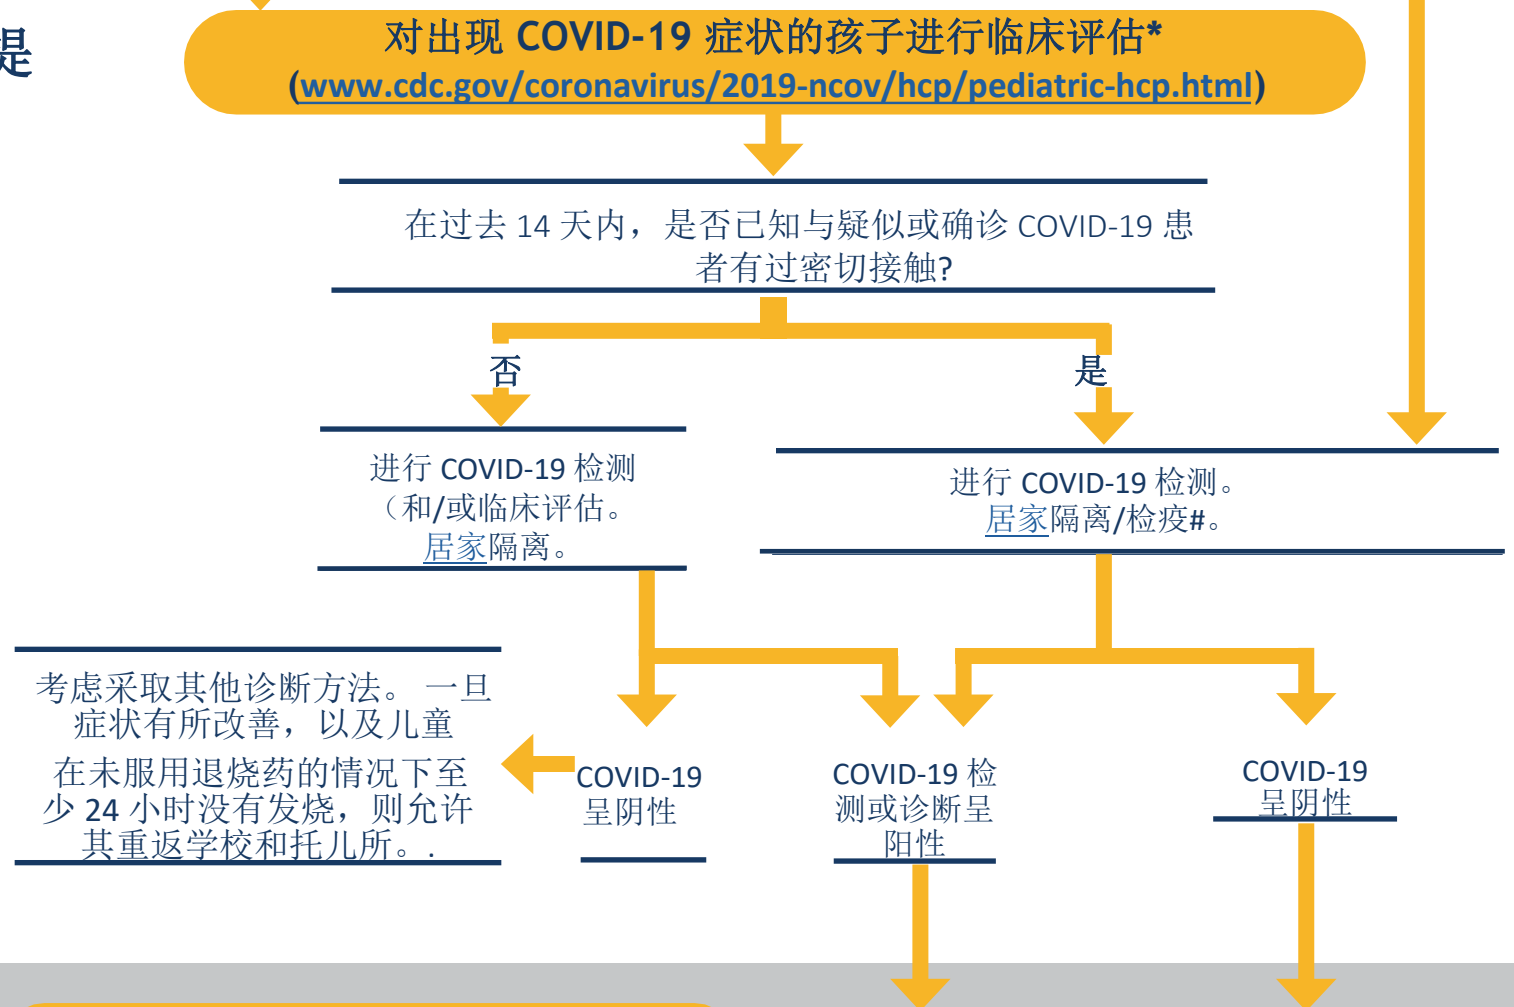 提
对出现 COVID-19 症状的孩子进行临床评估*
(www.cdc.gov/coronavirus/2019-ncov/hcp/pediatric-hcp.html)
在过去 14 天内，是否已知与疑似或确诊 COVID-19 患
者有过密切接触?
否
是
进行 COVID-19 检测
（和/或临床评估。
居家隔离。
进行 COVID-19 检测。
居家隔离/检疫#。
考虑采取其他诊断方法。 一旦
症状有所改善，以及儿童
在未服用退烧药的情况下至
少 24 小时没有发烧，则允许
其重返学校和托儿所。.
COVID-19
呈阴性
COVID-19 检
测或诊断呈
阳性
COVID-19
呈阴性